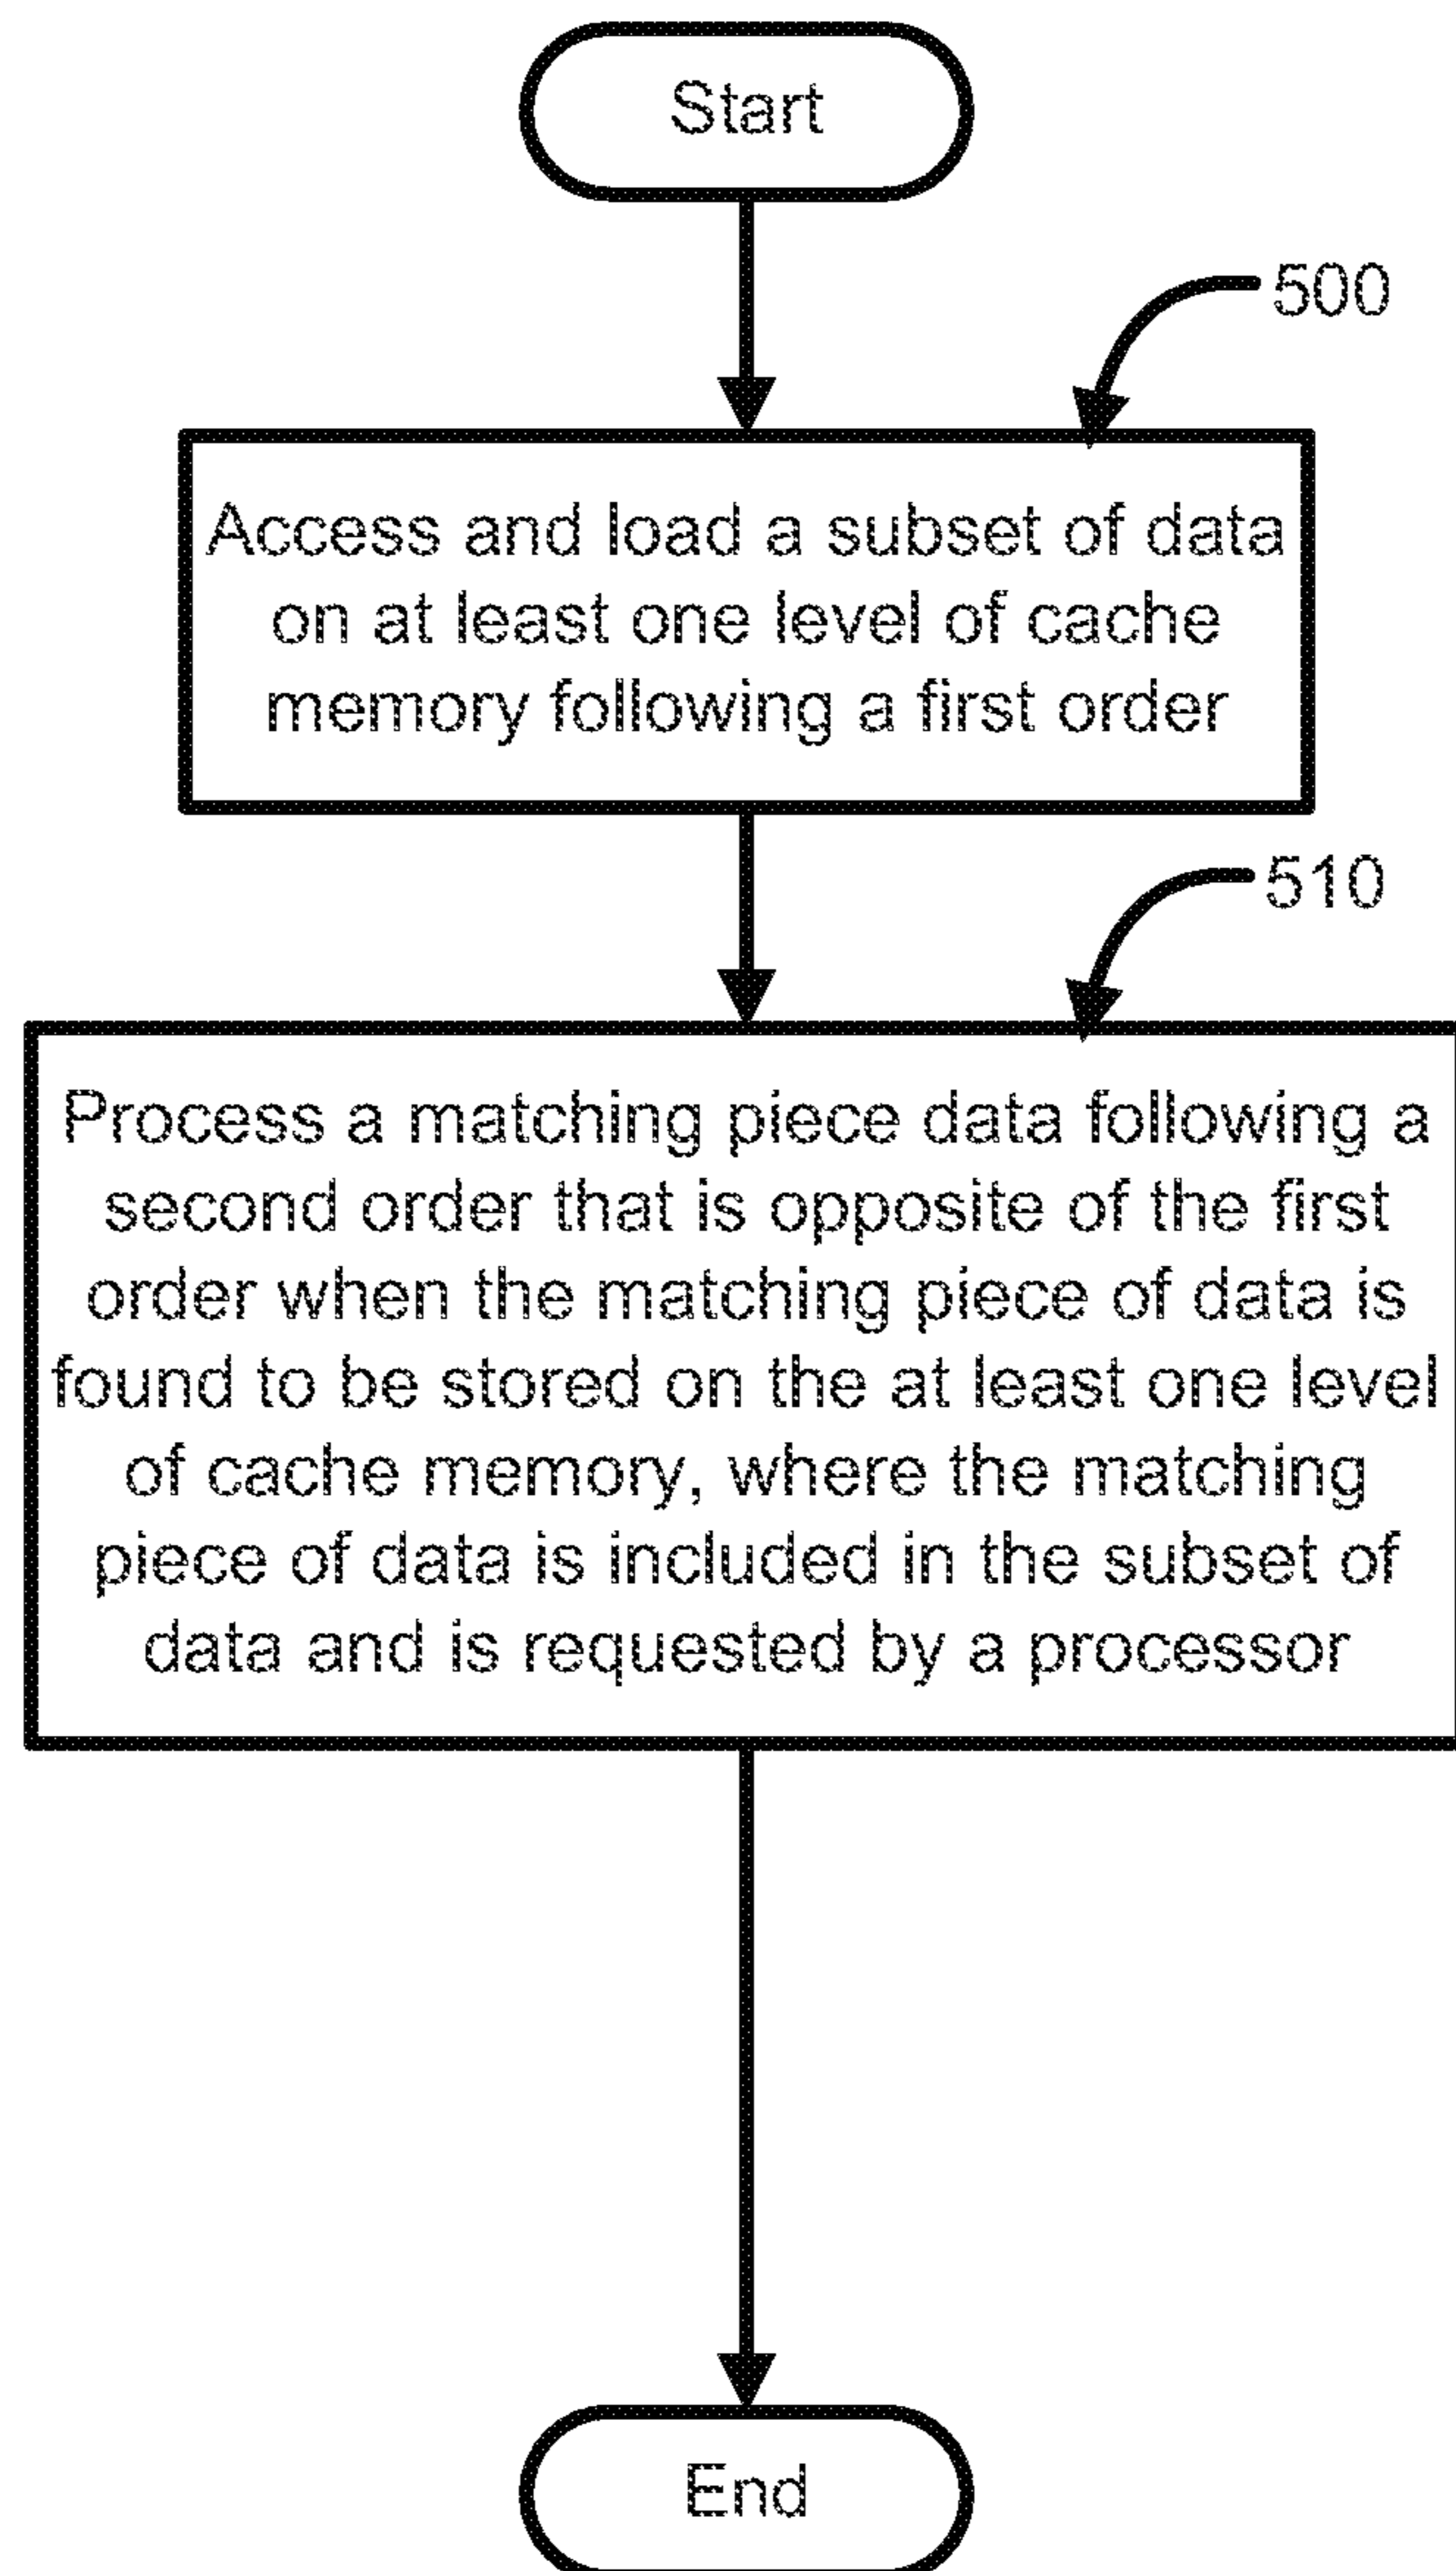 Start
500
Access and load a subset of data
on at least one level of cache
memory following a first order
510
Process a matching piece data following a
second order that is opposite of the first
order when the matching piece of data is
found to be stored on the at least one level
of cache memory, where the matching
piece of data is included in the subset of
data and is requested by a processor
End